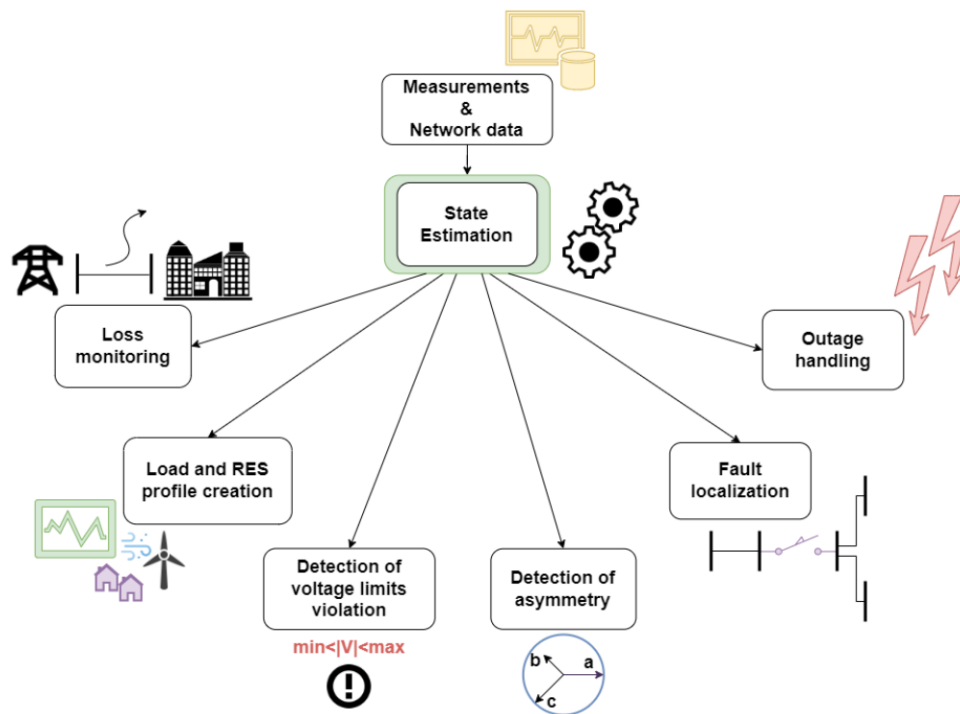 Measurements
&
Network data
State
Estimation
Loss
monitoring
Outage
handling
Load and RES
profile creation
Fault
localization
Detection of
voltage limits
violation
Detection of
asymmetry
min<|V|<max
b
a
c